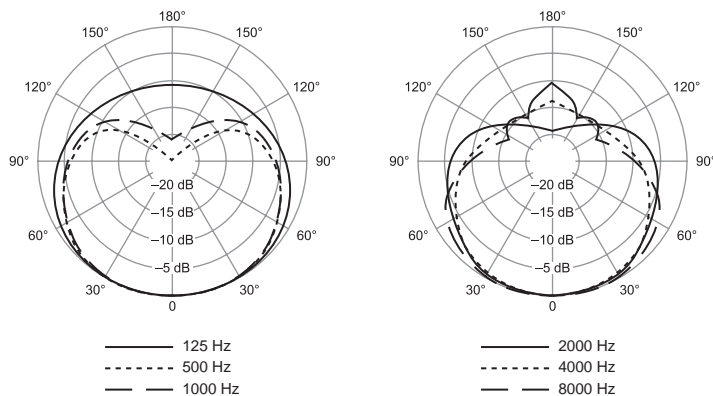 180°
150° 150°
120° 120°
90° 90°
–20 dB
–15 dB
–10 dB
60° 60°
–5 dB
30° 30°
0
125 Hz
500 Hz
1000 Hz
180°
150° 150°
120° 120°
90° 90°
–20 dB
–15 dB
–10 dB
60° 60°
–5 dB
30° 30°
0
2000 Hz
4000 Hz
8000 Hz